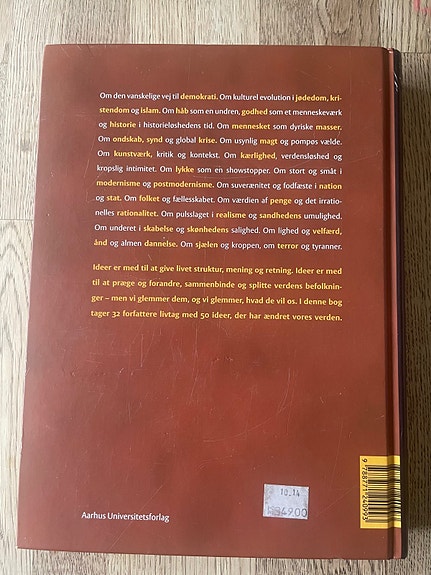 Om den vanskelige vej til demokrati. Om kulturel evolution i jødedom, kri-
stendom og islam. Om håb som en undren, godhed som et menneskeværk
og historie i historieløshedens tid. Om mennesket som dyriske masser.
Om ondskab, synd og global krise. Om usynlig magt og pompøs vælde.
Om kunstværk, kritik og kontekst. Om kærlighed, verdensløshed og
kropslig intimitet. Om lykke som en showstopper. Om stort og småt i
modernisme og postmodernisme. Om suverænitet og fodfæste i nation
og stat. Om folket og fællesskabet. Om værdien af penge og det irratio-
nelles rationalitet. Om pulsslaget i realisme og sandhedens umulighed.
Om underet i skabelse og skønhedens salighed. Om lighed og velfærd,
ånd og almen dannelse. Om sjælen og kroppen, om terror og tyranner.
Ideer er med til at give livet struktur, mening og retning. Ideer er med
til at præge og forandre, sammenbinde og splitte verdens befolknin-
ger – men vi glemmer dem, og vi glemmer, hvad de vil os. I denne bog
tager 32 forfattere livtag med 50 ideer, der har ændret vores verden.
10.14
Aarhus Universitetsforlag